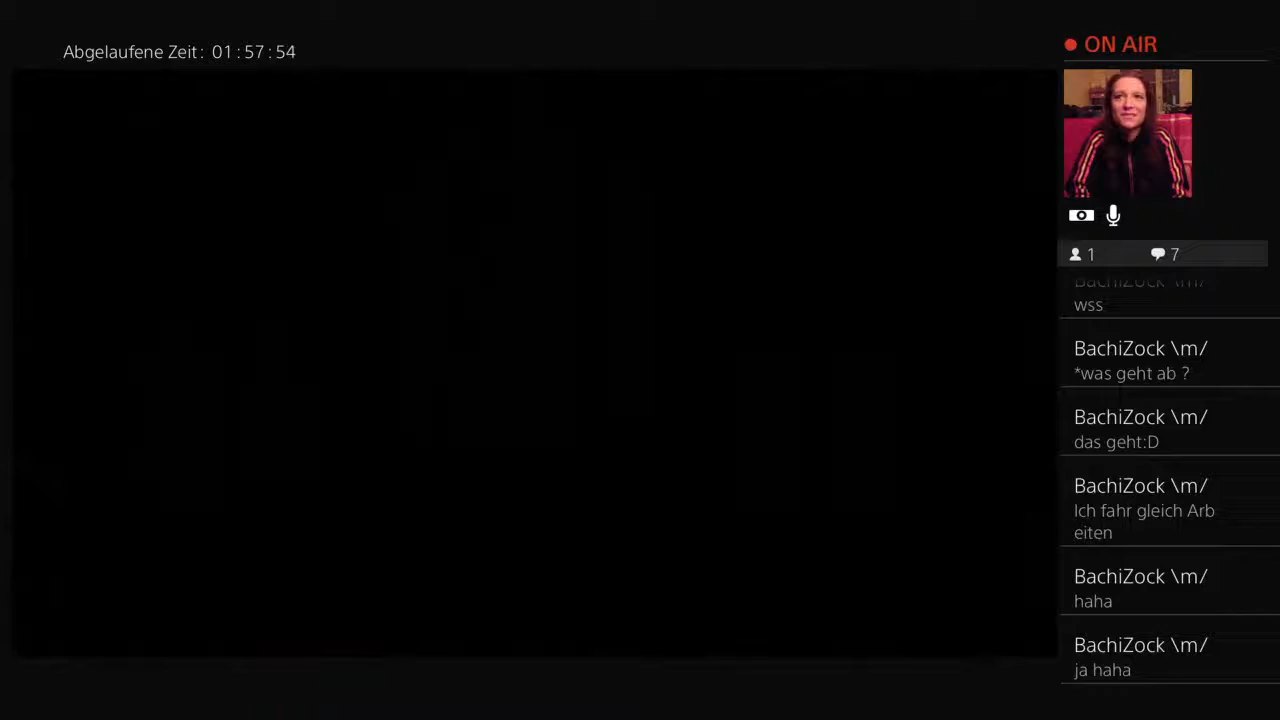 Abgelaufene Zeit: 01:57:54
ON AIR
1
7
BachiZock \m/
wss
BachiZock \m/
*was geht ab ?
BachiZock \m/
das geht:D
BachiZock \m/
Ich fahr gleich Arb
eiten
BachiZock \m/
haha
BachiZock \m/
ja haha